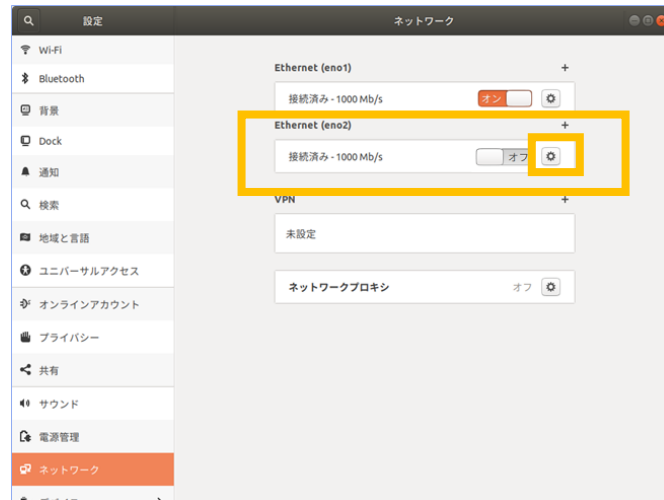 設定
ネットワーク
Wi-Fi
Bluetooth
背景
Dock
通知
検索
地域と言語
ユニバーサルアクセス
オンラインアカウント
プライバシー
共有
サウンド
電源管理
ネットワーク
Ethernet (eno1)
接続済み - 1000 Mb/s
オン
Ethernet (eno2)
接続済み - 1000 Mb/s
オフ
VPN
未設定
ネットワークプロキシ
オフ